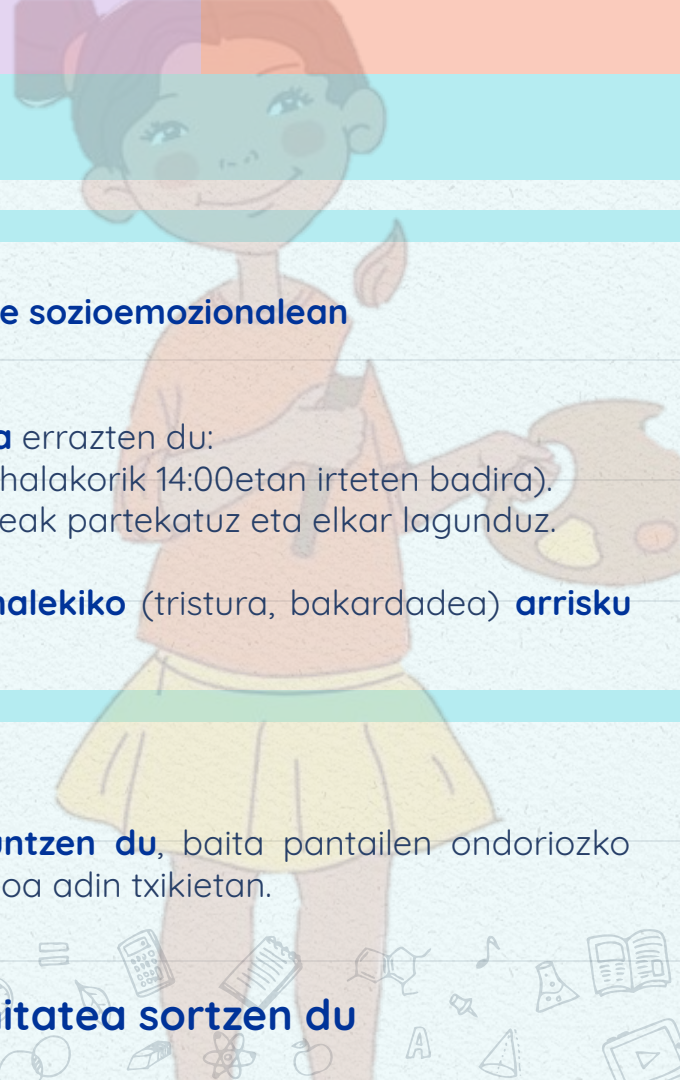 e sozioemozionalean
a errazten du:
halakorik 14:00etan irteten badira).
eak partekatuz eta elkar lagunduz.
alekiko (tristura, bakardadea) arrisku
ntzen du, baita pantailen ondoriozko
oa adin txikietan.
itatea sortzen du
A